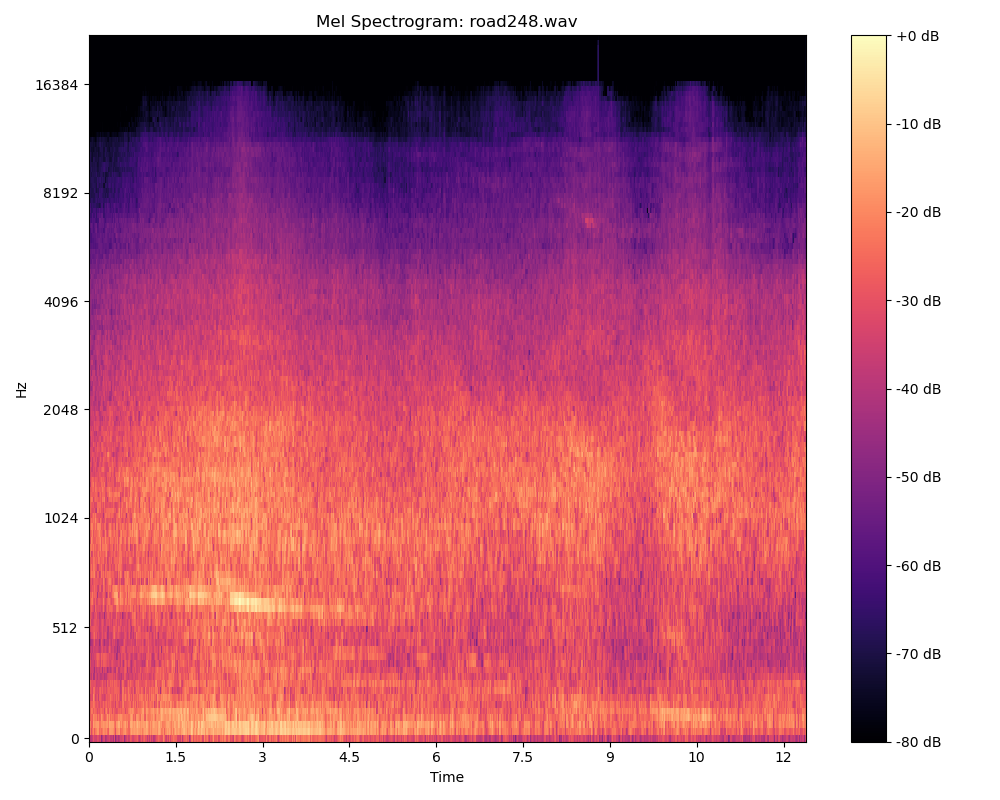 Mel Spectrogram: road248.wav
Hz
16384
8192
4096
2048
1024
512
0
0 1.5 3 4.5 6 7.5 9 10 12
Time
+0 dB
-10 dB
-20 dB
-30 dB
-40 dB
-50 dB
-60 dB
-70 dB
-80 dB